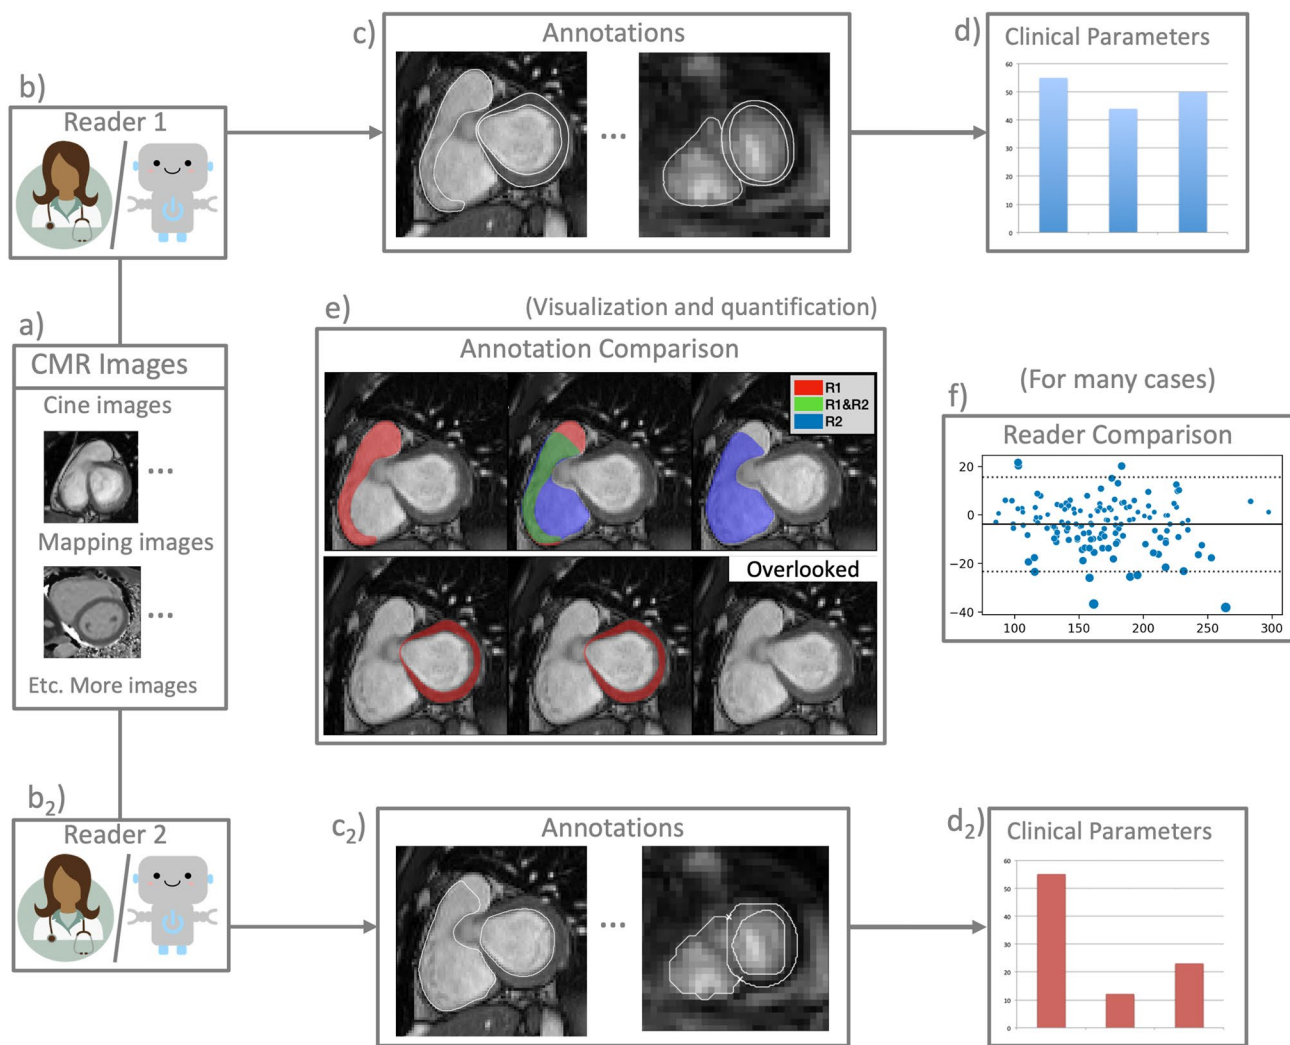 c)
Annotations
...
d)
Clinical Parameters
60
50
40
30
20
10
0
b)
Reader 1
a)
CMR Images
Cine images
...
Mapping images
...
Etc. More images
e)
(Visualization and quantification)
Annotation Comparison
R1
R1&R2
R2
Overlooked
(For many cases)
f)
Reader Comparison
20
0
−20
−40
100
150
200
250
300
b2)
Reader 2
c2)
Annotations
...
d2)
Clinical Parameters
60
50
40
30
20
10
0